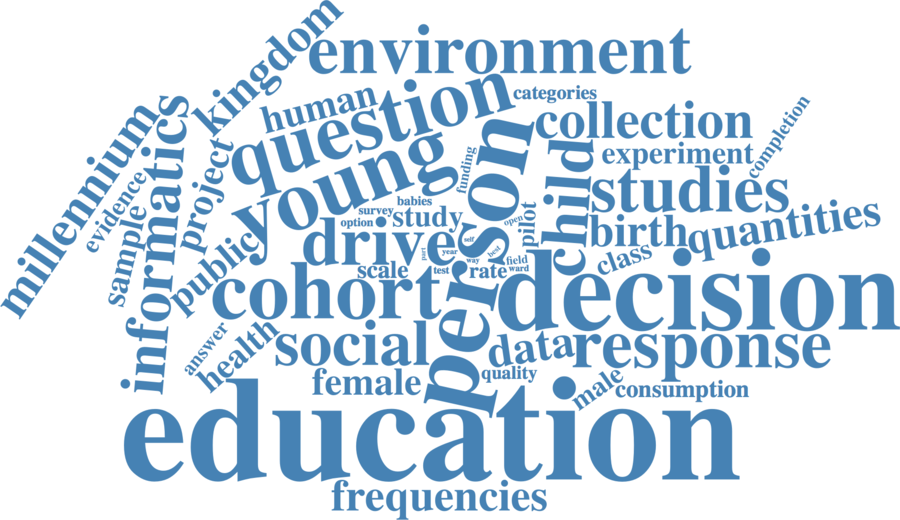 kingdom
environment
millennium
informatics
human
question
categories
collection
completion
evidence
project
young
funding
person
child
experiment
studies
sample
public
babies
survey
option
study
open
pilot
birth
quantities
drive
self
part
year
way
best
field
ward
class
scale
test
rate
cohort
decision
answer
health
social
data
response
female
quality
male
consumption
education
frequencies